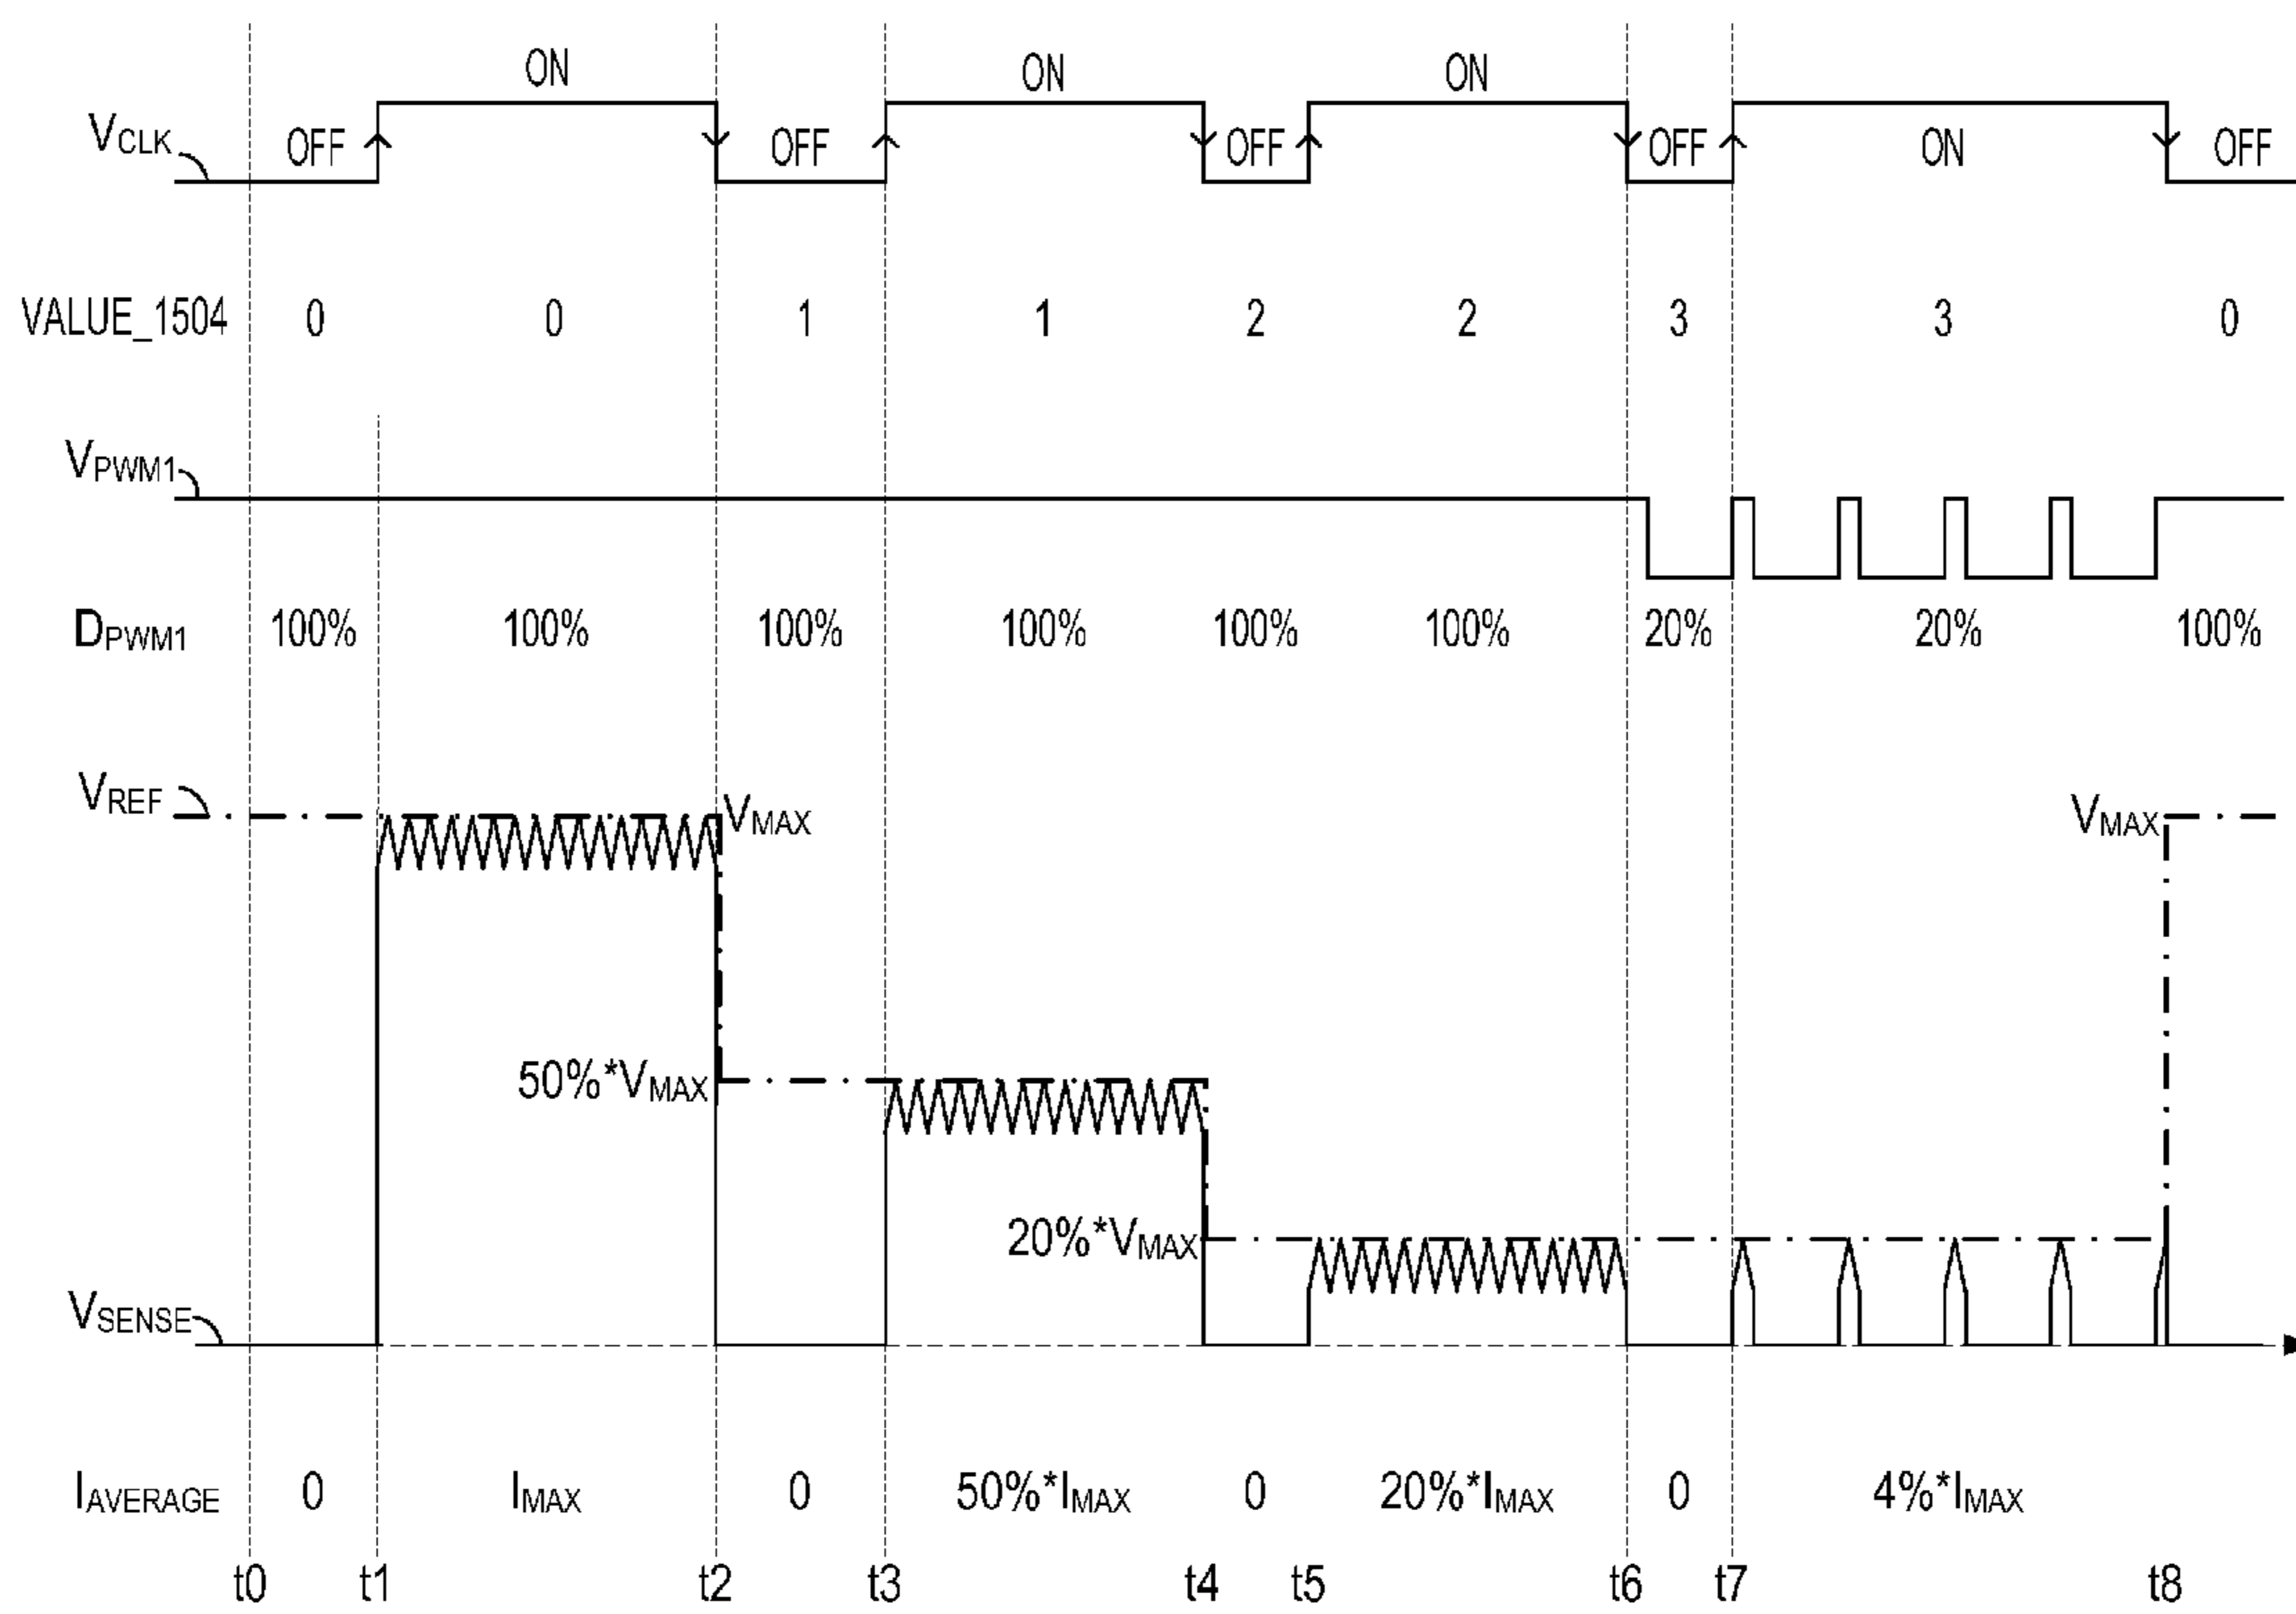 ON ON ON
VCLK OFF OFF OFF OFF ON OFF
VALUE_1504 0 0 1 1 2 2 3 3 0
VPWM1
DPWM1 100% 100% 100% 100% 100% 100% 20% 20% 100%
VREF VMAX VMAX
50%*VMAX
20%*VMAX
VSENSE
IAVERAGE 0 IMAX 0 50%*IMAX 0 20%*IMAX 0 4%*IMAX
t0 t1 t2 t3 t4 t5 t6 t7 t8